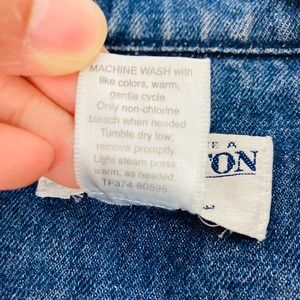 MACHINE WASH with
like colors, warm,
gentle cycle.
Only non-chlorine
bleach when needed
Tumble dry low;
remove promptly.
Light steam press,
warm, as needed.
TF374-80595
E A
TON